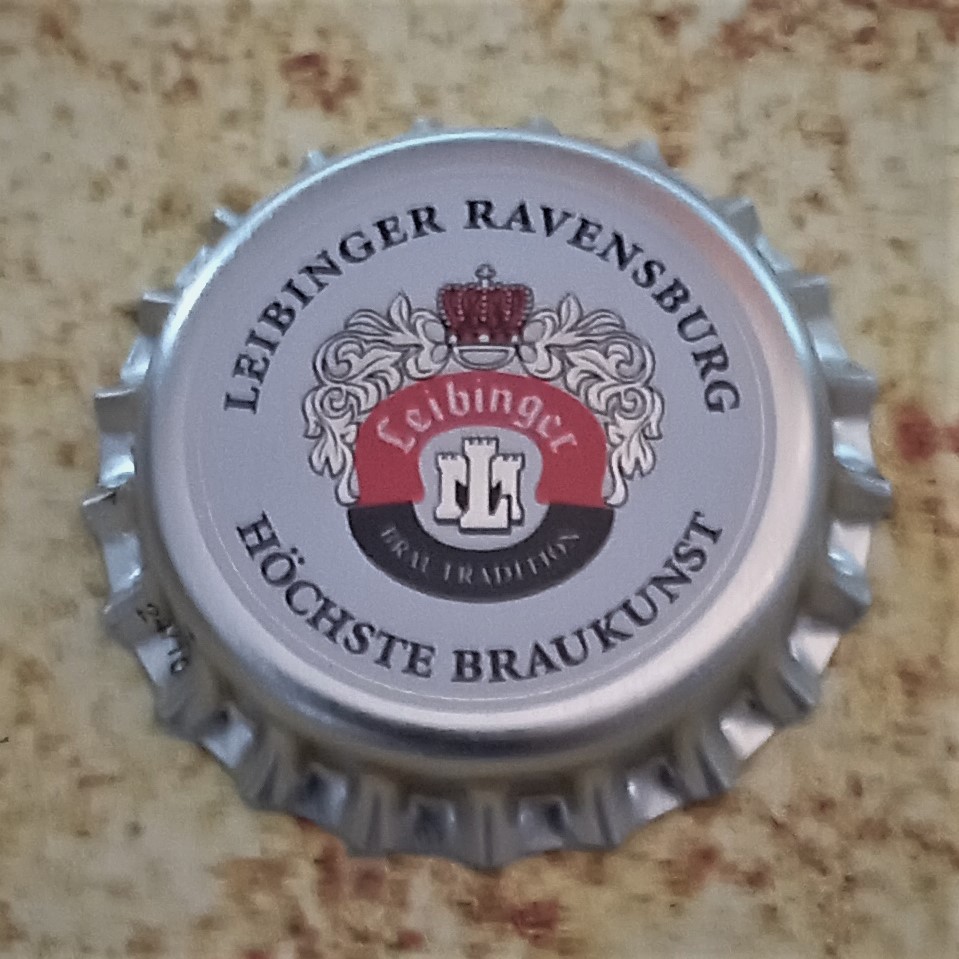 LEIBINGER RAVENSBURG
Leibinger
BRAU TRADITION
HÖCHSTE BRAUKUNST